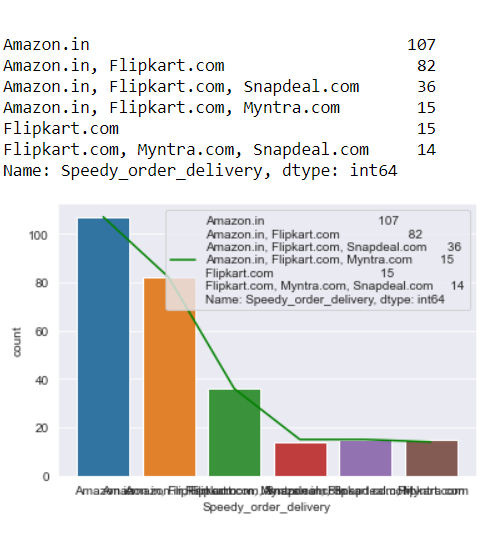 Amazon.in 107
Amazon.in, Flipkart.com 82
Amazon.in, Flipkart.com, Snapdeal.com 36
Amazon.in, Flipkart.com, Myntra.com 15
Flipkart.com 15
Flipkart.com, Myntra.com, Snapdeal.com 14
Name: Speedy_order_delivery, dtype: int64
Amazon.in 107
Amazon.in, Flipkart.com 82
Amazon.in, Flipkart.com, Snapdeal.com 36
Amazon.in, Flipkart.com, Myntra.com 15
Flipkart.com 15
Flipkart.com, Myntra.com, Snapdeal.com 14
Name: Speedy_order_delivery, dtype: int64
100
80
60
40
20
0
count
Speedy_order_delivery